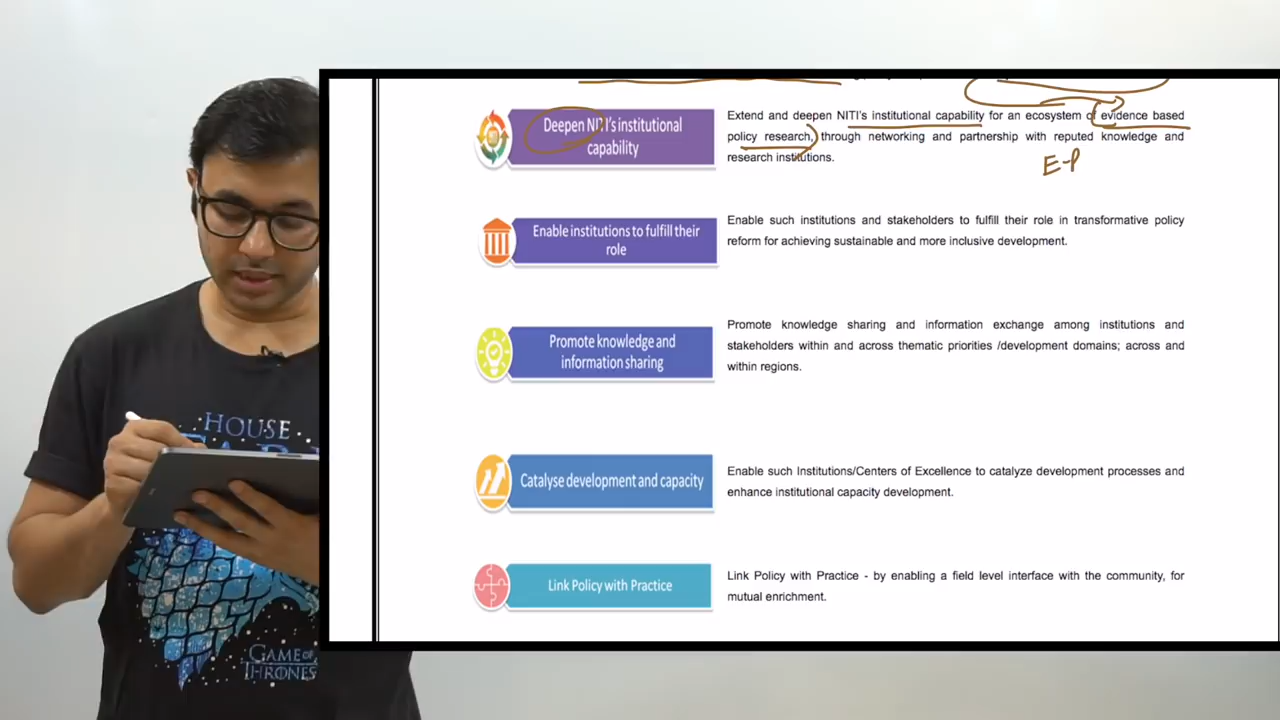 Deepen NITI's institutional
capability
Extend and deepen NITI's institutional capability for an ecosystem of evidence based
policy research, through networking and partnership with reputed knowledge and
research institutions.
E-P
Enable institutions to fulfill their
role
Enable such institutions and stakeholders to fulfill their role in transformative policy
reform for achieving sustainable and more inclusive development.
Promote knowledge and
information sharing
Promote knowledge sharing and information exchange among institutions and
stakeholders within and across thematic priorities /development domains; across and
within regions.
Catalyse development and capacity
Enable such Institutions/Centers of Excellence to catalyze development processes and
enhance institutional capacity development.
Link Policy with Practice
Link Policy with Practice - by enabling a field level interface with the community, for
mutual enrichment.
HOUSE
GAME OF
THRONES